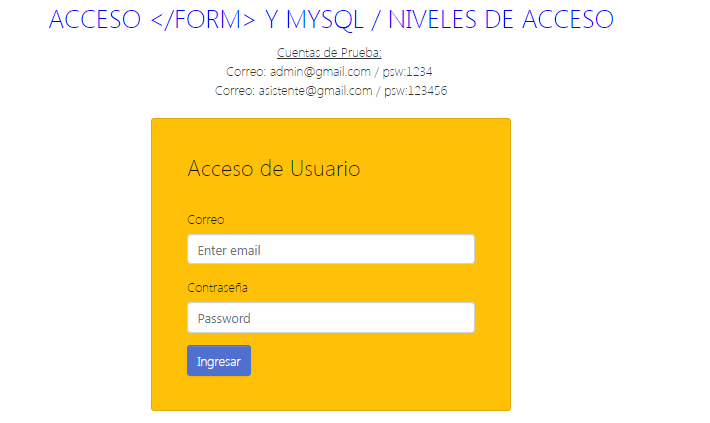 ACCESO </FORM> Y MYSQL / NIVELES DE ACCESO
Cuentas de Prueba:
Correo: admin@gmail.com / psw:1234
Correo: asistente@gmail.com / psw:123456
Acceso de Usuario
Correo
Enter email
Contraseña
Password
Ingresar